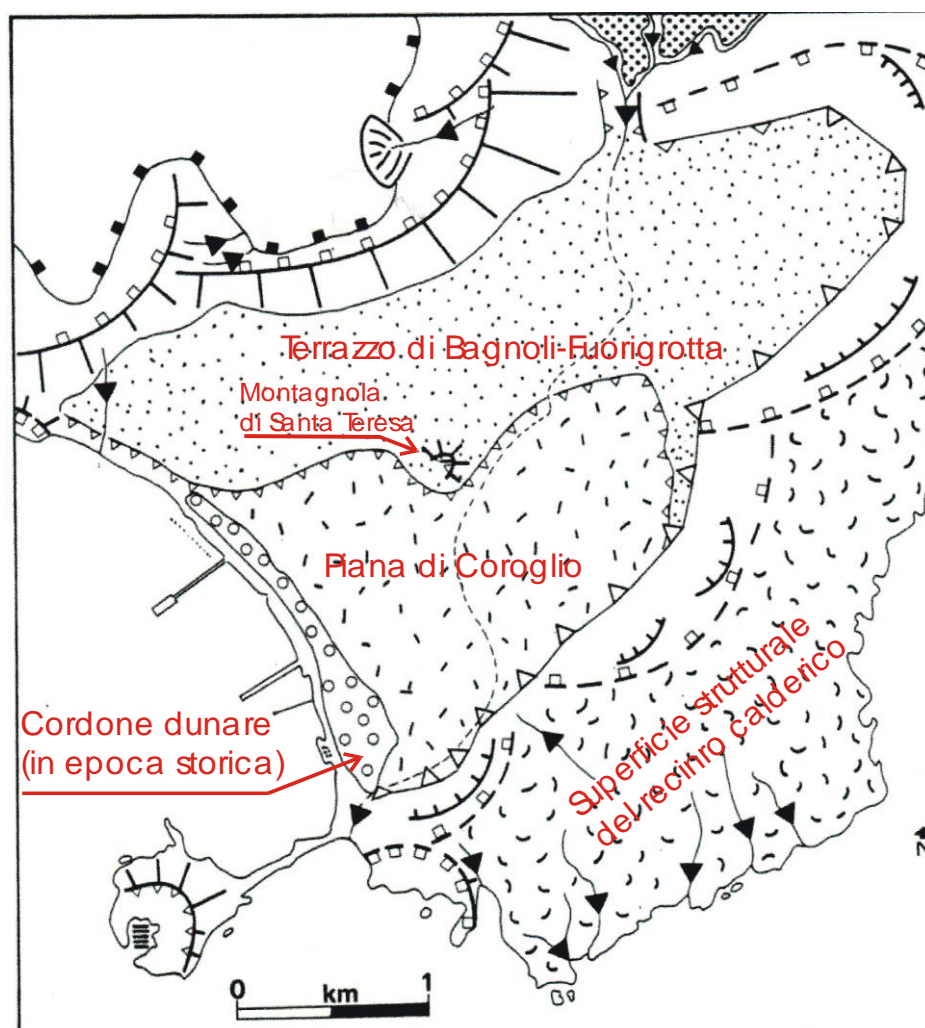 Terrazzo di Bagnoli-Fuorigrotta
Montagnola
di Santa Teresa
Piana di Coroglio
Cordone dunare
(in epoca storica)
Superficie strutturale
del recinro calderico
N
0 1
km